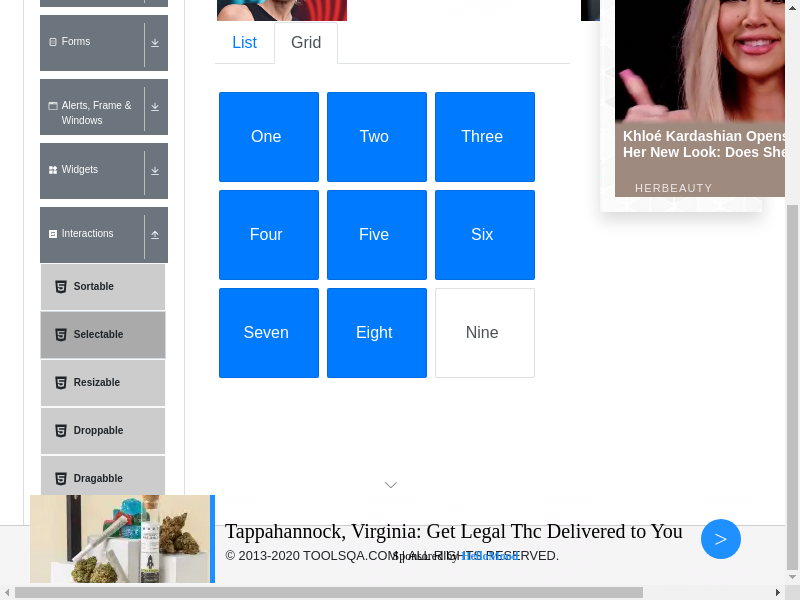 List
Grid
Forms
Alerts, Frame &
Windows
Widgets
Interactions
Sortable
Selectable
Resizable
Droppable
Dragabble
One
Two
Three
Four
Five
Six
Seven
Eight
Nine
Khloé Kardashian Opens
Her New Look: Does She
HERBEAUTY
Tappahannock, Virginia: Get Legal Thc Delivered to You
>
© 2013-2020 TOOLSQA.COM | ALL RIGHTS RESERVED.
Sponsored by